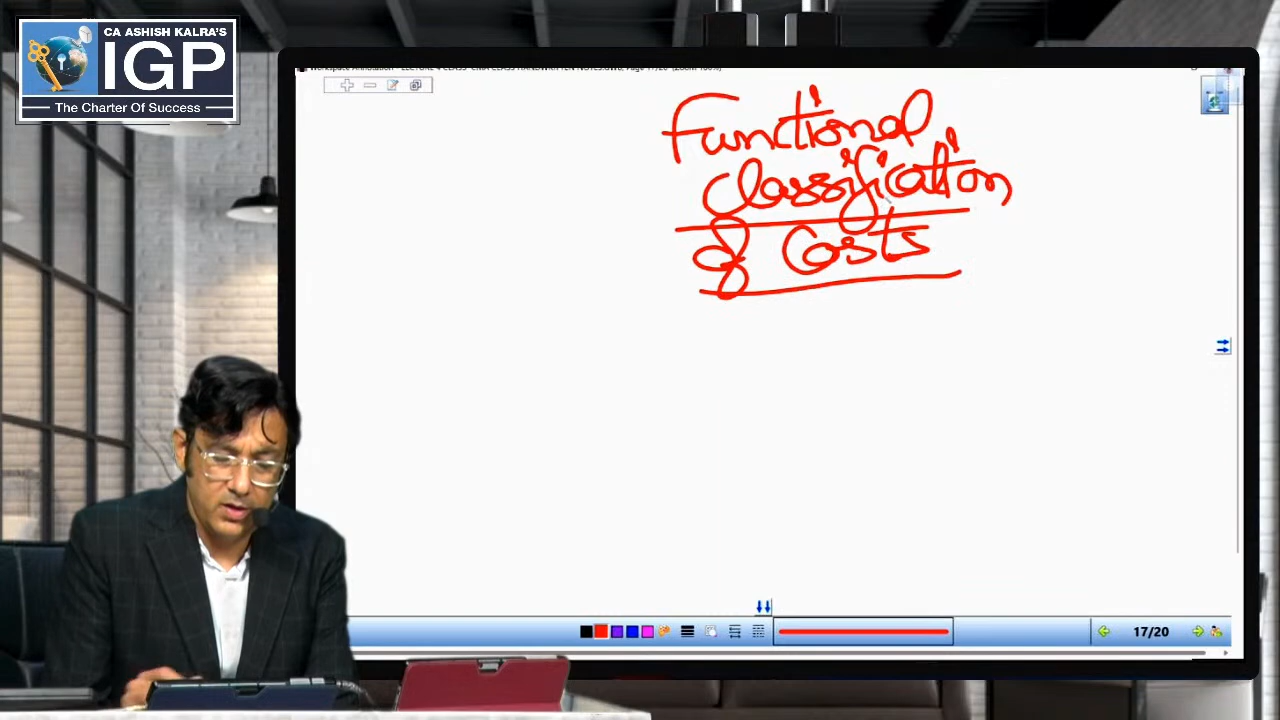 CA ASHISH KALRA'S
IGP
The Charter Of Success
Functional
Classification
of Costs
17/20